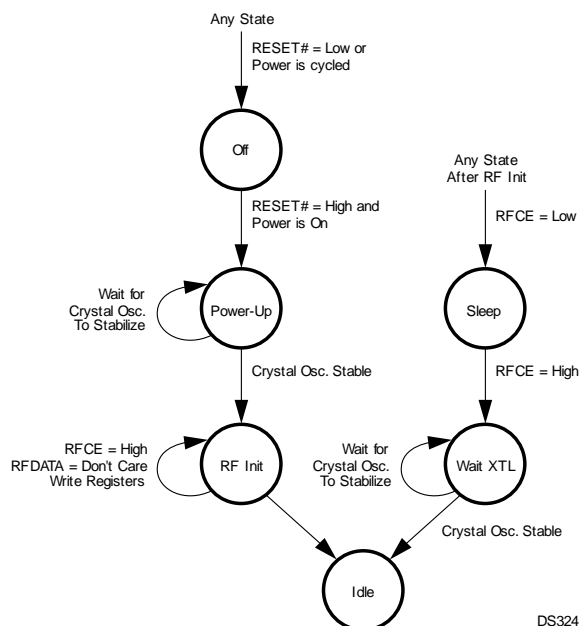 Any State
RESET# = Low or
Power is cycled
Off
Any State
After RF Init
RESET# = High and
Power is On
RFCE = Low
Wait for
Crystal Osc.
To Stabilize
Power-Up
Sleep
Crystal Osc. Stable
RFCE = High
RFCE = High
RFDATA = Don't Care
Write Registers
RF Init
Wait for
Crystal Osc.
To Stabilize
Wait XTL
Crystal Osc. Stable
Idle
DS324